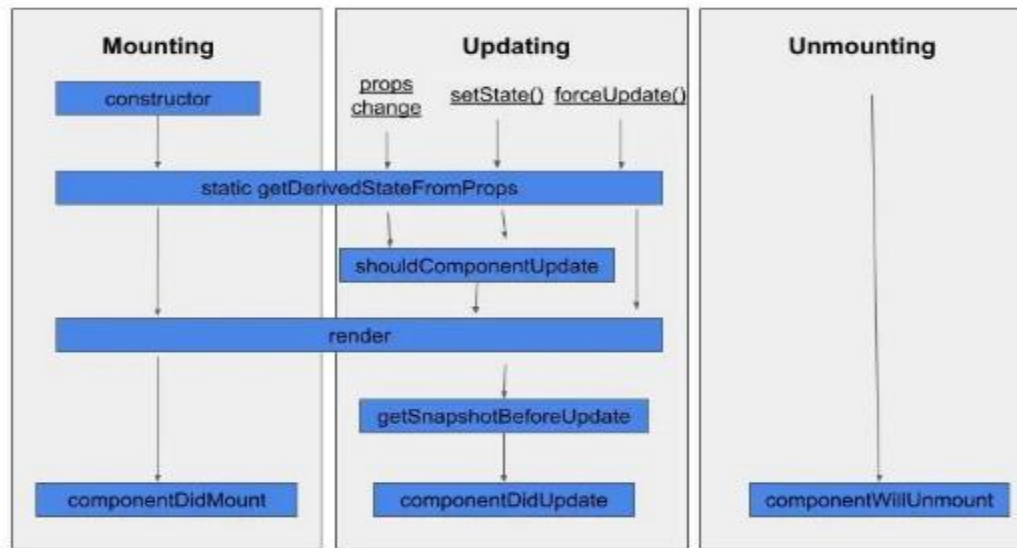 Mounting
Updating
Unmounting
constructor
props
change
setState()
forceUpdate()
static getDerivedStateFromProps
shouldComponentUpdate
render
getSnapshotBeforeUpdate
componentDidMount
componentDidUpdate
componentWillUnmount